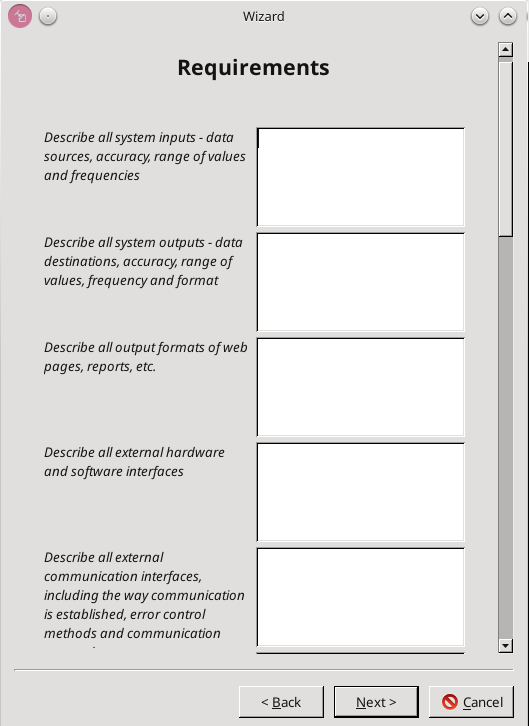 Wizard
Requirements
Describe all system inputs - data
sources, accuracy, range of values
and frequencies
Describe all system outputs - data
destinations, accuracy, range of
values, frequency and format
Describe all output formats of web
pages, reports, etc.
Describe all external hardware
and software interfaces
Describe all external
communication interfaces,
including the way communication
is established, error control
methods and communication
< Back
Next >
Cancel